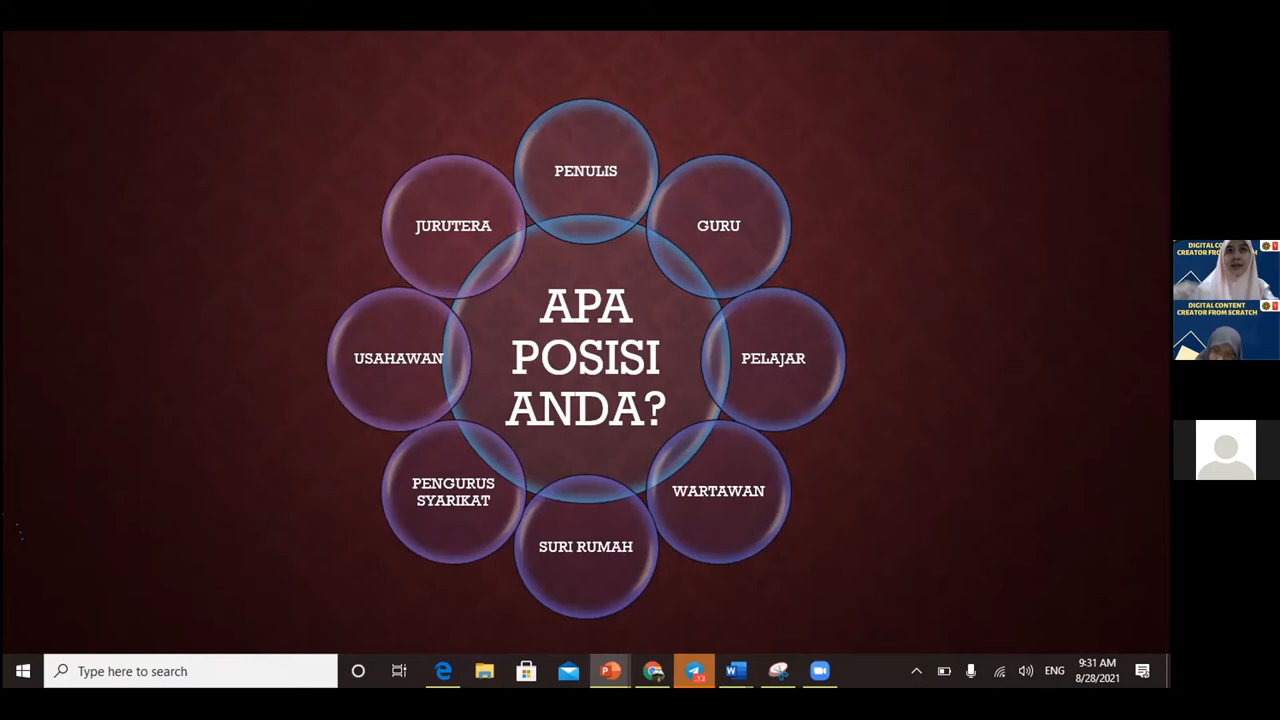 PENULIS
GURU
PELAJAR
WARTAWAN
SURI RUMAH
PENGURUS
SYARIKAT
USAHAWAN
JURUTERA
APA
POSISI
ANDA?
DIGITAL CONTENT
CREATOR FROM SCRATCH
Type here to search
13
ENG
9:31 AM
8/28/2021